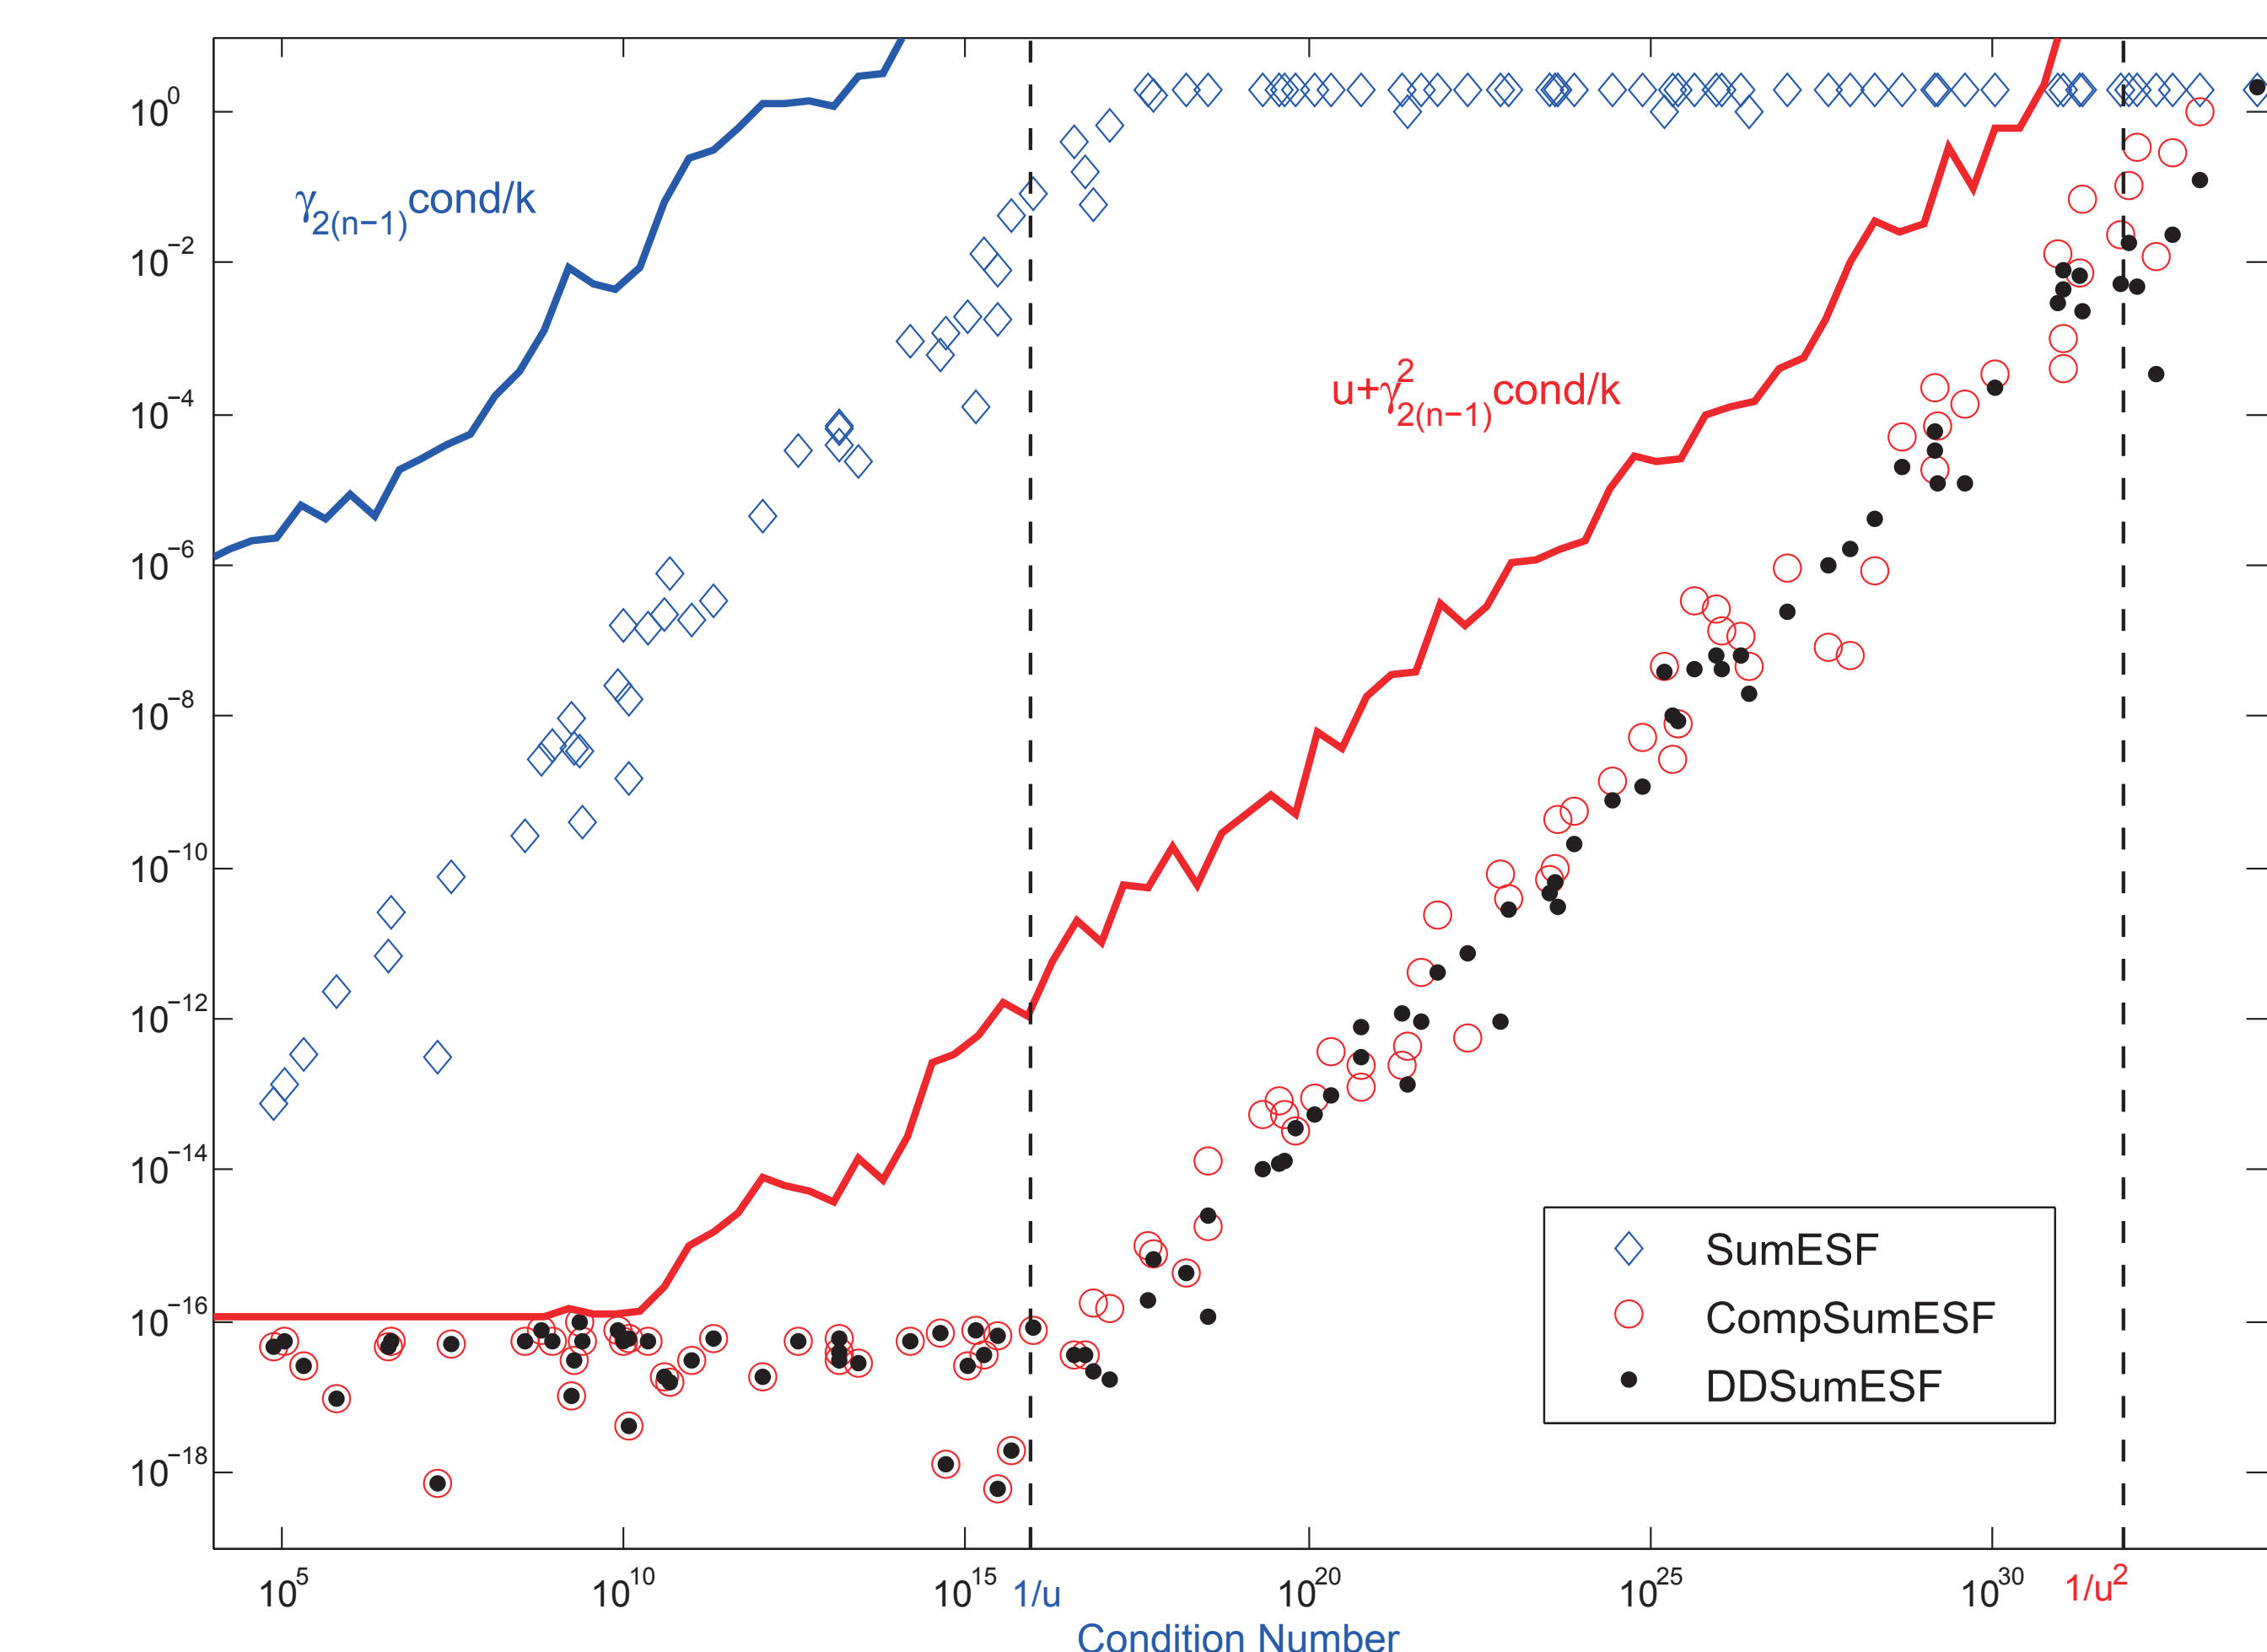 10^0
γ_2(n−1)cond/k
10^−2
u+γ^2_2(n−1)cond/k
10^−4
10^−6
10^−8
10^−10
10^−12
10^−14
10^−16
10^−18
SumESF
CompSumESF
DDSumESF
10^5 10^10 10^15 1/u 10^20 10^25 10^30 1/u^2
Condition Number